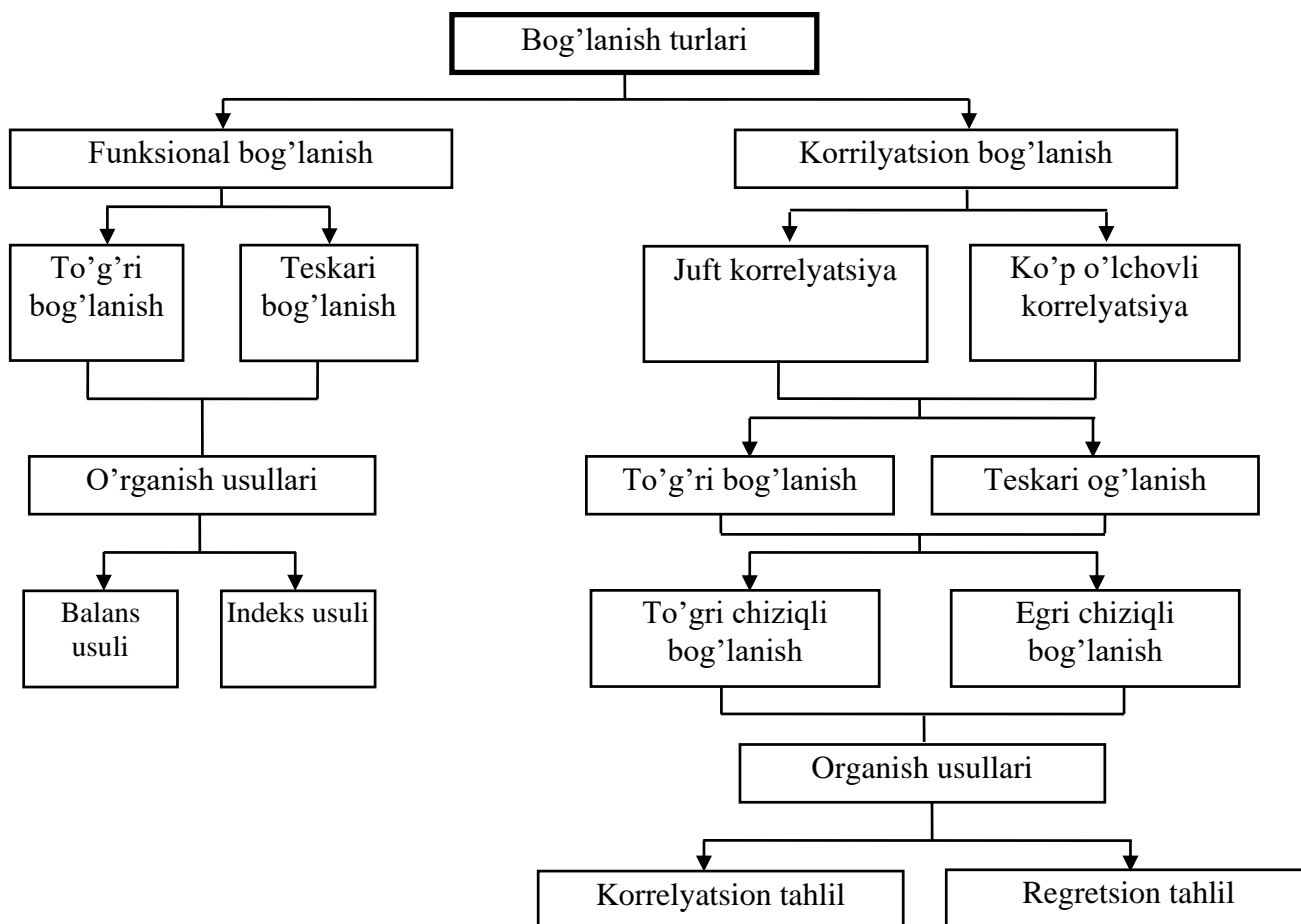 Bog’lanish turlari
Funksional bog’lanish
Korrilyatsion bog’lanish
To’g’ri
bog’lanish
Teskari
bog’lanish
Juft korrelyatsiya
Ko’p o’lchovli
korrelyatsiya
O’rganish usullari
To’g’ri bog’lanish
Teskari og’lanish
Balans
usuli
Indeks usuli
To’gri chiziqli
bog’lanish
Egri chiziqli
bog’lanish
Organish usullari
Korrelyatsion tahlil
Regretsion tahlil